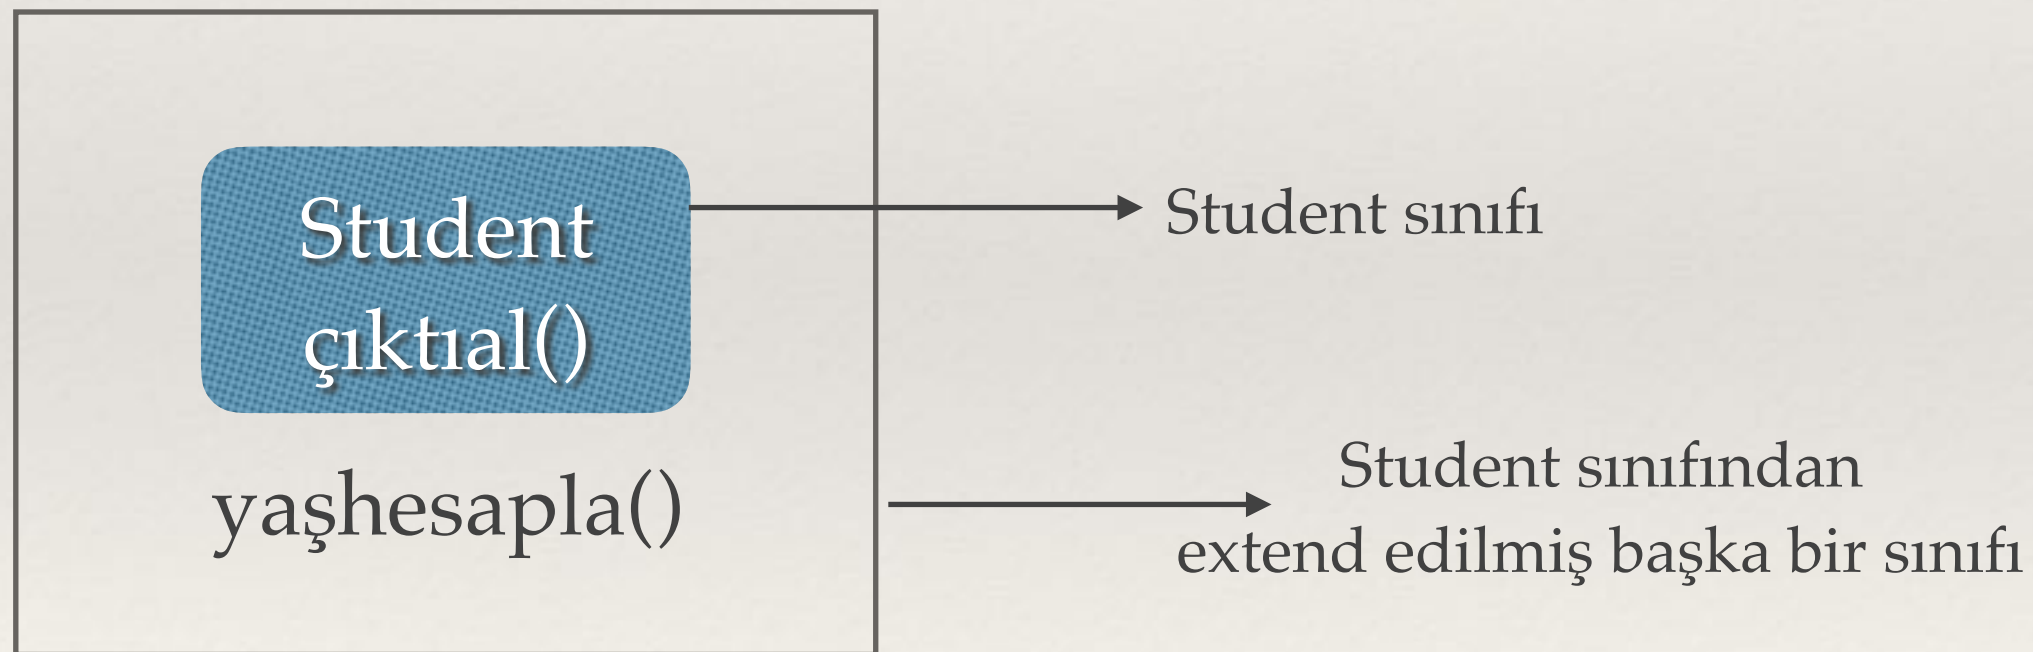 Student
çıktıal()
yaşhesapla()
Student sınıfı
Student sınıfından
extend edilmiş başka bir sınıfı